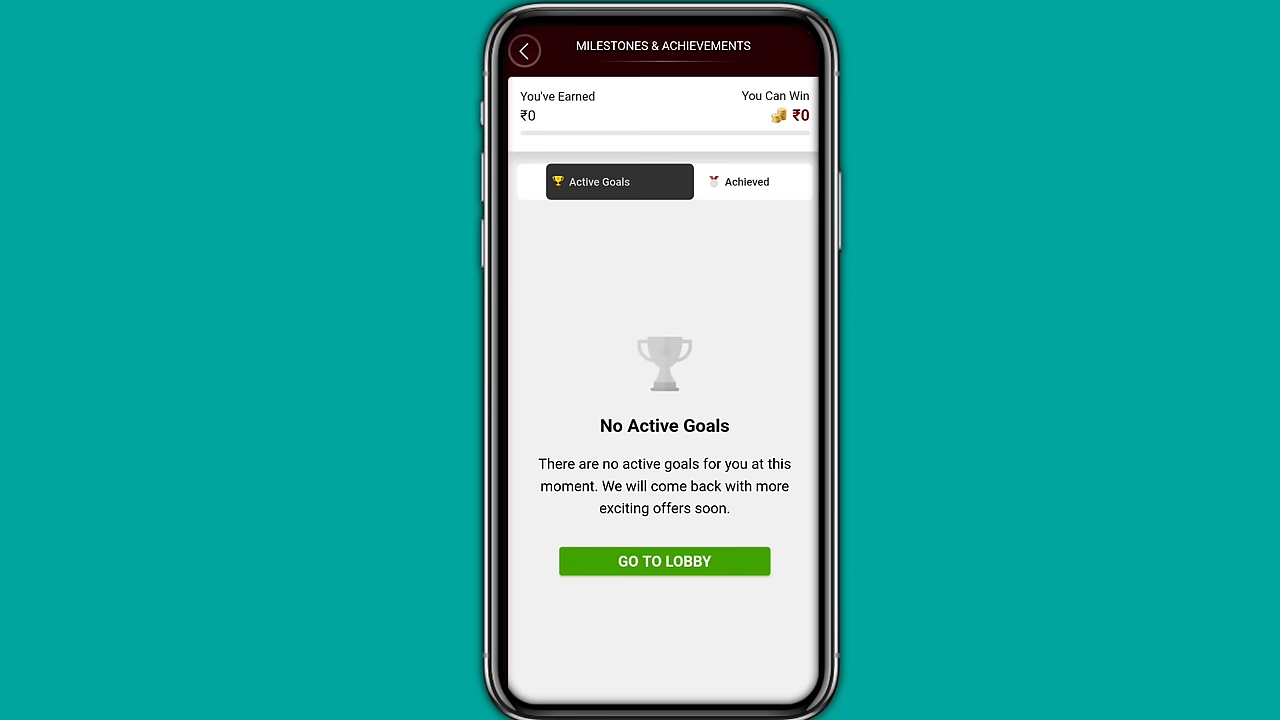 MILESTONES & ACHIEVEMENTS
You've Earned
You Can Win
₹0
₹0
Active Goals
Achieved
No Active Goals
There are no active goals for you at this
moment. We will come back with more
exciting offers soon.
GO TO LOBBY